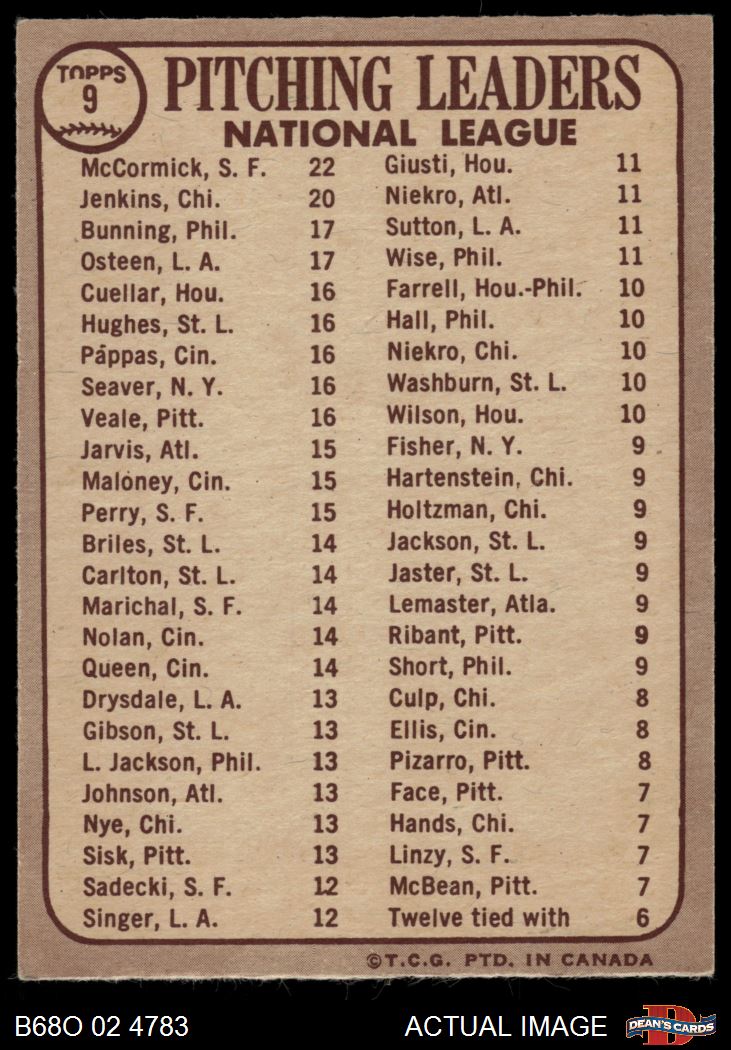 TOPPS
9
PITCHING LEADERS
NATIONAL LEAGUE
McCormick, S. F. 22
Jenkins, Chi. 20
Bunning, Phil. 17
Osteen, L. A. 17
Cuellar, Hou. 16
Hughes, St. L. 16
Pappas, Cin. 16
Seaver, N. Y. 16
Veale, Pitt. 16
Jarvis, Atl. 15
Maloney, Cin. 15
Perry, S. F. 15
Briles, St. L. 14
Carlton, St. L. 14
Marichal, S. F. 14
Nolan, Cin. 14
Queen, Cin. 14
Drysdale, L. A. 13
Gibson, St. L. 13
L. Jackson, Phil. 13
Johnson, Atl. 13
Nye, Chi. 13
Sisk, Pitt. 13
Sadecki, S. F. 12
Singer, L. A. 12
Giusti, Hou. 11
Niekro, Atl. 11
Sutton, L. A. 11
Wise, Phil. 11
Farrell, Hou.-Phil. 10
Hall, Phil. 10
Niekro, Chi. 10
Washburn, St. L. 10
Wilson, Hou. 10
Fisher, N. Y. 9
Hartenstein, Chi. 9
Holtzman, Chi. 9
Jackson, St. L. 9
Jaster, St. L. 9
Lemaster, Atla. 9
Ribant, Pitt. 9
Short, Phil. 9
Culp, Chi. 8
Ellis, Cin. 8
Pizarro, Pitt. 8
Face, Pitt. 7
Hands, Chi. 7
Linzy, S. F. 7
McBean, Pitt. 7
Twelve tied with 6
©T.C.G. PTD. IN CANADA
B68O 02 4783
ACTUAL IMAGE
D
DEAN'S CARDS